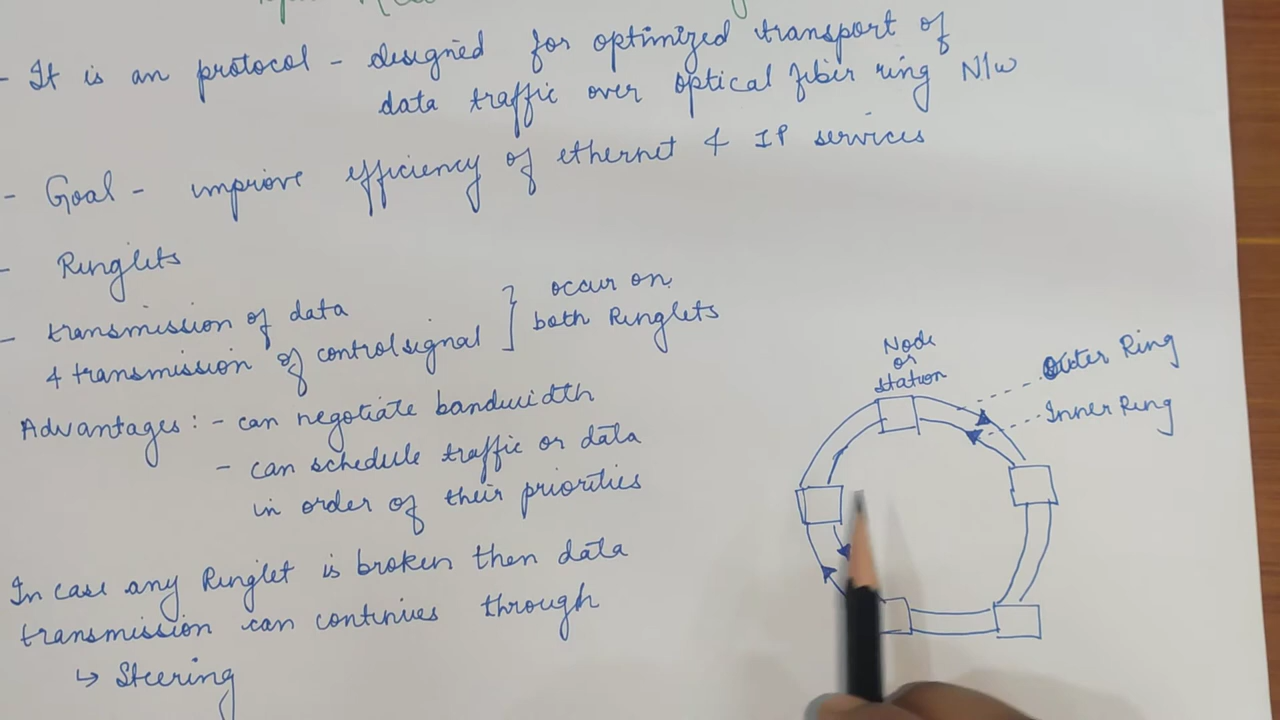 - It is an protocol - designed for optimized transport of
data traffic over optical fiber ring N/w
- Goal - improve efficiency of ethernet & IP services
- Ringlets
- transmission of data
& transmission of control signal } occur on both Ringlets
Advantages : - can negotiate bandwidth
- can schedule traffic or data
in order of their priorities
In case any Ringlet is broken then data
transmission can continues through
↳ Steering
Node
or
station
Outer Ring
Inner Ring